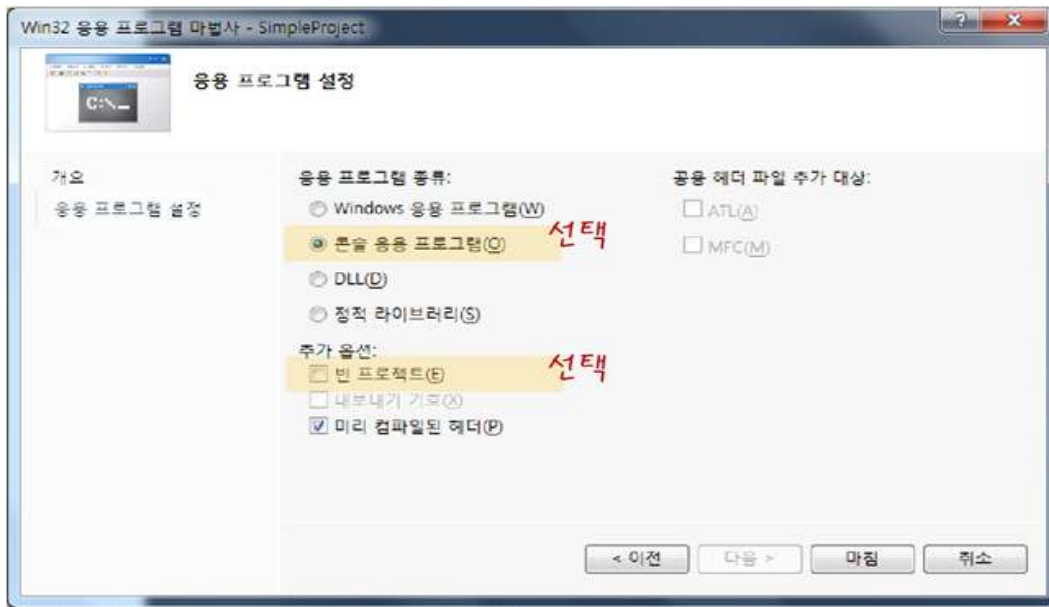 Win32 응용 프로그램 마법사 - SimpleProject
C:\_
응용 프로그램 설정
개요
응용 프로그램 설정
응용 프로그램 종류:
Windows 응용 프로그램(W)
콘솔 응용 프로그램(O)
선택
DLL(D)
정적 라이브러리(S)
추가 옵션:
빈 프로젝트(E)
선택
내보내기 기호(X)
미리 컴파일된 헤더(P)
공용 헤더 파일 추가 대상:
ATL(A)
MFC(M)
< 이전
다음 >
마침
취소